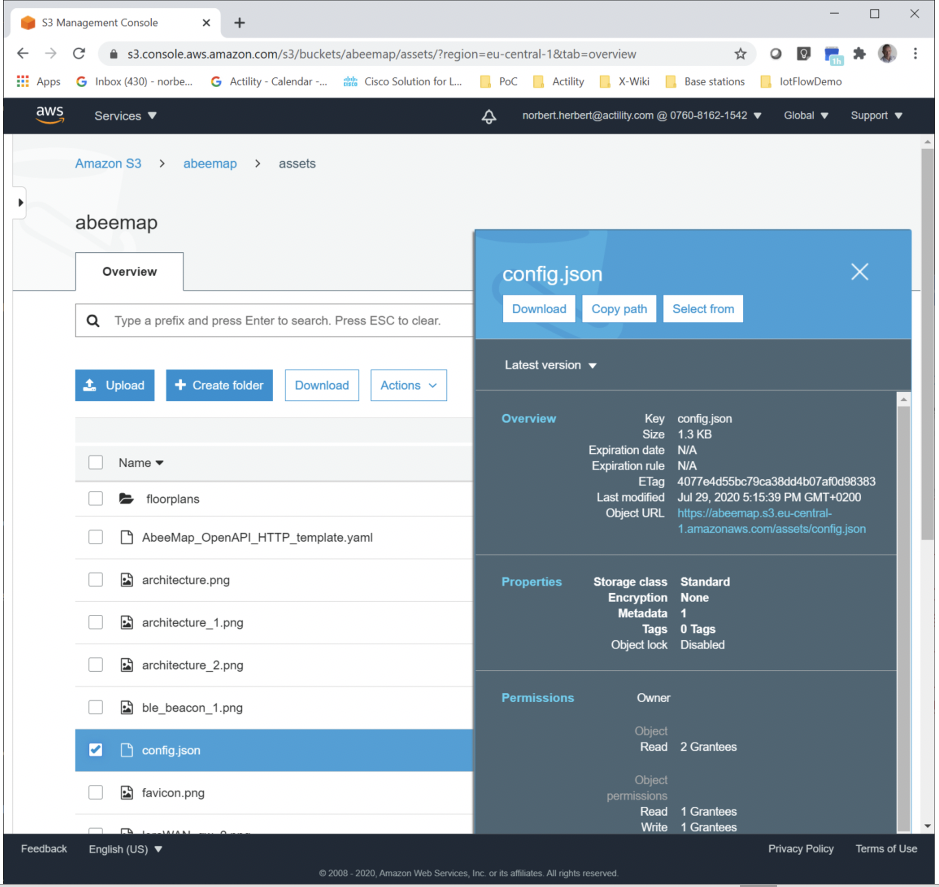 S3 Management Console
s3.console.aws.amazon.com/s3/buckets/abeemap/assets/?region=eu-central-1&tab=overview
1h
Apps
Inbox (430) - norbe...
Actility - Calendar -...
Cisco Solution for L...
PoC
Actility
X-Wiki
Base stations
IotFlowDemo
aws
Services
norbert.herbert@actility.com @ 0760-8162-1542
Global
Support
Amazon S3 > abeemap > assets
abeemap
Overview
Type a prefix and press Enter to search. Press ESC to clear.
Upload
+ Create folder
Download
Actions
Name
floorplans
AbeeMap_OpenAPI_HTTP_template.yaml
architecture.png
architecture_1.png
architecture_2.png
ble_beacon_1.png
config.json
favicon.png
config.json
Download
Copy path
Select from
Latest version
Overview
Key config.json
Size 1.3 KB
Expiration date N/A
Expiration rule N/A
ETag 4077e4d55bc79ca38dd4b07af0d98383
Last modified Jul 29, 2020 5:15:39 PM GMT+0200
Object URL https://abeemap.s3.eu-central-
1.amazonaws.com/assets/config.json
Properties
Storage class Standard
Encryption None
Metadata 1
Tags 0 Tags
Object lock Disabled
Permissions
Owner
Object
Read 2 Grantees
Object
permissions
Read 1 Grantees
Write 1 Grantees
Feedback
English (US)
Privacy Policy
Terms of Use
© 2008 - 2020, Amazon Web Services, Inc. or its affiliates. All rights reserved.